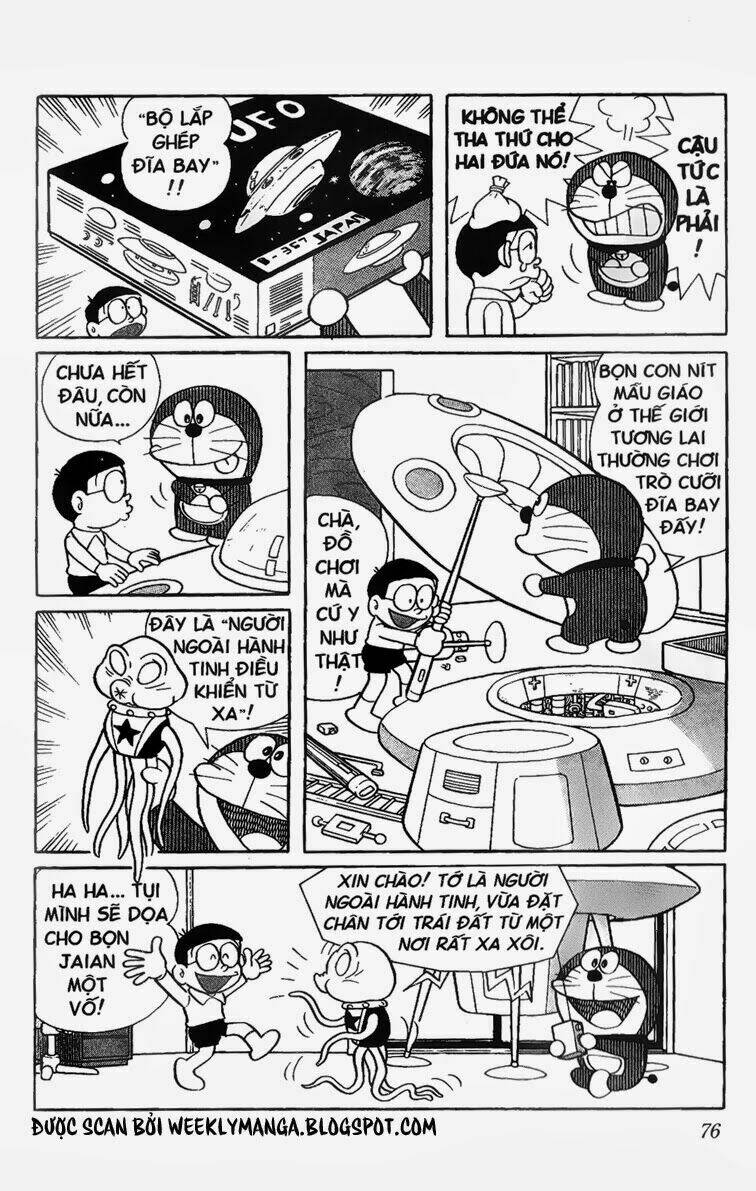 "BỘ LẮP
GHÉP
ĐĨA BAY"
!!
UFO
8-367 JAPAN
KHÔNG THỂ
THA THỨ CHO
HAI ĐỨA NÓ!
CẬU
TỨC
LÀ
PHẢI
!
CHƯA HẾT
ĐÂU, CÒN
NỮA...
BỌN CON NÍT
MẪU GIÁO
Ở THẾ GIỚI
TƯƠNG LAI
THƯỜNG CHƠI
TRÒ CƯỠI
ĐĨA BAY
ĐẤY!
CHÀ,
ĐỒ
CHƠI
MÀ
CỨ Y
NHƯ
THẬT
!
ĐÂY LÀ "NGƯỜI
NGOÀI HÀNH
TINH ĐIỀU
KHIỂN TỪ
XA"!
HA HA... TỤI
MÌNH SẼ DỌA
CHO BỌN
JAIAN
MỘT
VỐ!
XIN CHÀO! TỚ LÀ NGƯỜI
NGOÀI HÀNH TINH, VỪA ĐẶT
CHÂN TỚI TRÁI ĐẤT TỪ MỘT
NƠI RẤT XA XÔI.
ĐƯỢC SCAN BỞI WEEKLYMANGA.BLOGSPOT.COM
76